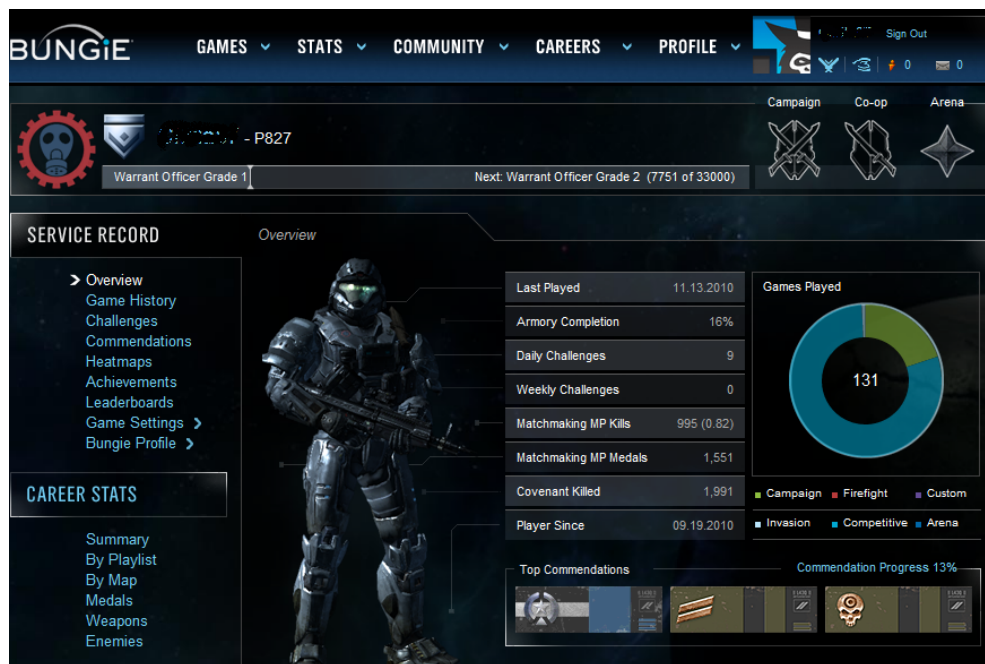 BUNGiE
GAMES STATS COMMUNITY CAREERS PROFILE
Sign Out
0 0
Campaign Co-op Arena
- P827
Warrant Officer Grade 1 Next: Warrant Officer Grade 2 (7751 of 33000)
SERVICE RECORD
Overview
Overview
Game History
Challenges
Commendations
Heatmaps
Achievements
Leaderboards
Game Settings
Bungie Profile
CAREER STATS
Summary
By Playlist
By Map
Medals
Weapons
Enemies
Last Played 11.13.2010
Armory Completion 16%
Daily Challenges 9
Weekly Challenges 0
Matchmaking MP Kills 995 (0.82)
Matchmaking MP Medals 1,551
Covenant Killed 1,991
Player Since 09.19.2010
Games Played
131
Campaign Firefight Custom
Invasion Competitive Arena
Top Commendations Commendation Progress 13%